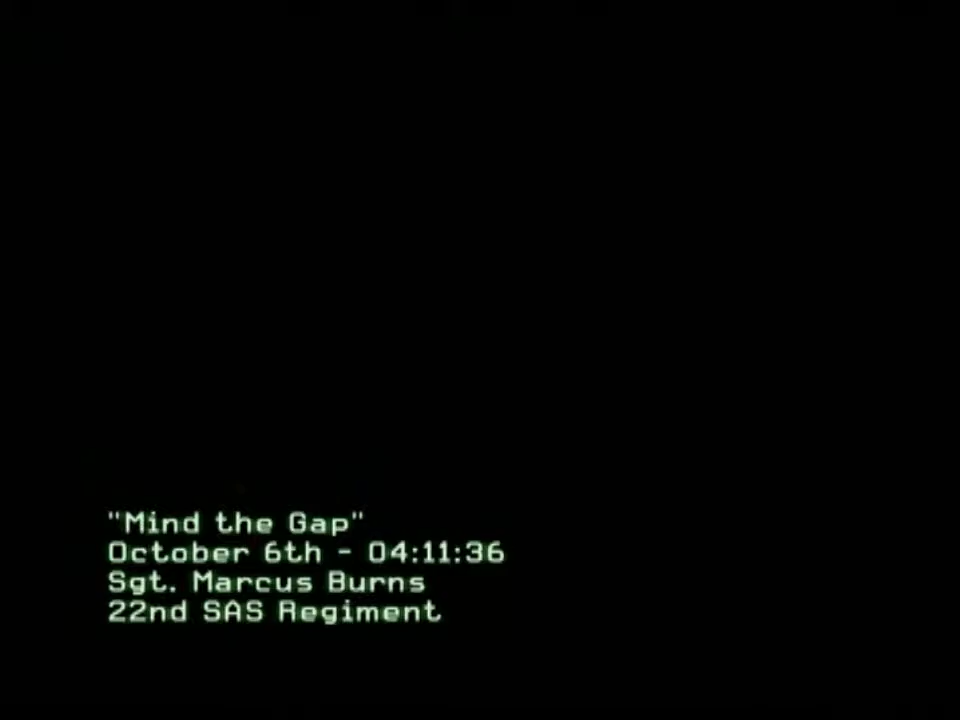 "Mind the Gap"
October 6th - 04:11:36
Sgt. Marcus Burns
22nd SAS Regiment